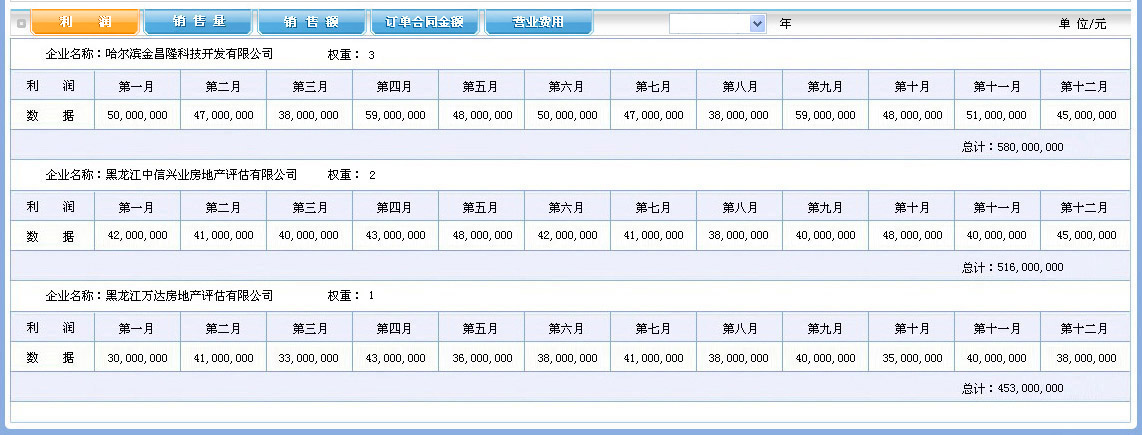 利 润 销 售 量 销 售 额 订单合同金额 营业费用 年 单 位/元
企业名称：哈尔滨金昌隆科技开发有限公司 权重： 3
利 润 第一月 第二月 第三月 第四月 第五月 第六月 第七月 第八月 第九月 第十月 第十一月 第十二月
数 据 50,000,000 47,000,000 38,000,000 59,000,000 48,000,000 50,000,000 47,000,000 38,000,000 59,000,000 48,000,000 51,000,000 45,000,000
总计：580,000,000
企业名称：黑龙江中信兴业房地产评估有限公司 权重： 2
利 润 第一月 第二月 第三月 第四月 第五月 第六月 第七月 第八月 第九月 第十月 第十一月 第十二月
数 据 42,000,000 41,000,000 40,000,000 43,000,000 48,000,000 42,000,000 41,000,000 38,000,000 40,000,000 48,000,000 40,000,000 45,000,000
总计：516,000,000
企业名称：黑龙江万达房地产评估有限公司 权重： 1
利 润 第一月 第二月 第三月 第四月 第五月 第六月 第七月 第八月 第九月 第十月 第十一月 第十二月
数 据 30,000,000 41,000,000 33,000,000 43,000,000 36,000,000 38,000,000 41,000,000 38,000,000 40,000,000 35,000,000 40,000,000 38,000,000
总计：453,000,000